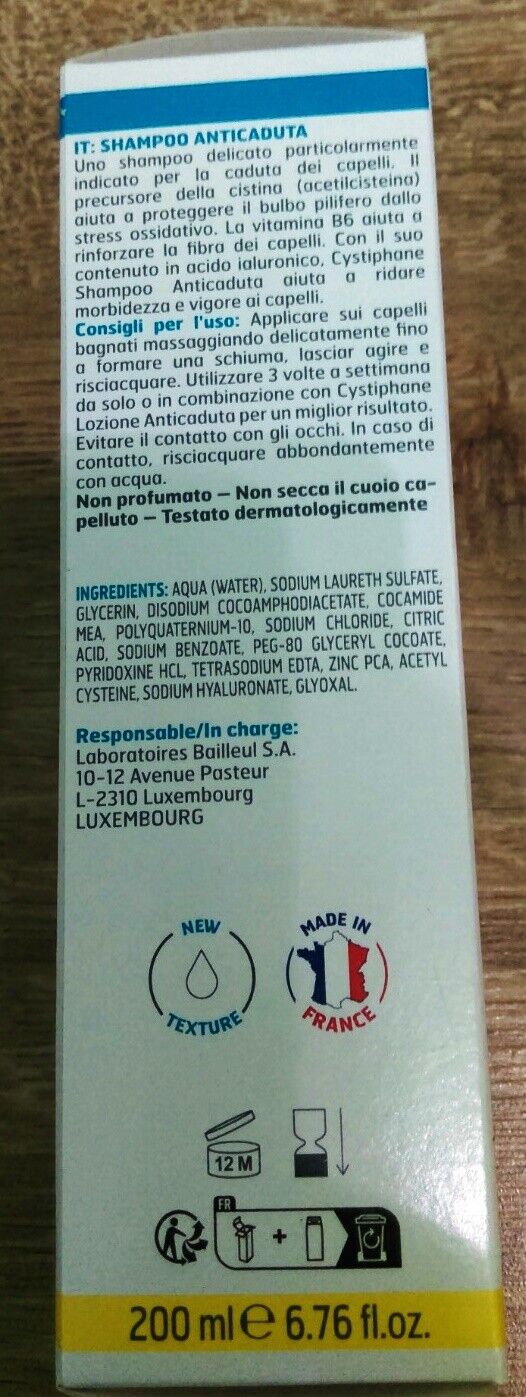 IT: SHAMPOO ANTICADUTA
Uno shampoo delicato particolarmente
indicato per la caduta dei capelli. Il
precursore della cistina (acetilcisteina)
aiuta a proteggere il bulbo pilifero dallo
stress ossidativo. La vitamina B6 aiuta a
rinforzare la fibra dei capelli. Con il suo
contenuto in acido ialuronico, Cystiphane
Shampoo Anticaduta aiuta a ridare
morbidezza e vigore ai capelli.
Consigli per l'uso: Applicare sui capelli
bagnati massaggiando delicatamente fino
a formare una schiuma, lasciar agire e
risciacquare. Utilizzare 3 volte a settimana
da solo o in combinazione con Cystiphane
Lozione Anticaduta per un miglior risultato.
Evitare il contatto con gli occhi. In caso di
contatto, risciacquare abbondantemente
con acqua.
Non profumato – Non secca il cuoio ca-
pelluto – Testato dermatologicamente
INGREDIENTS: AQUA (WATER), SODIUM LAURETH SULFATE,
GLYCERIN, DISODIUM COCOAMPHODIACETATE, COCAMIDE
MEA, POLYQUATERNIUM-10, SODIUM CHLORIDE, CITRIC
ACID, SODIUM BENZOATE, PEG-80 GLYCERYL COCOATE,
PYRIDOXINE HCL, TETRASODIUM EDTA, ZINC PCA, ACETYL
CYSTEINE, SODIUM HYALURONATE, GLYOXAL.
Responsable/In charge:
Laboratoires Bailleul S.A.
10-12 Avenue Pasteur
L-2310 Luxembourg
LUXEMBOURG
NEW
TEXTURE
MADE IN
FRANCE
12 M
FR
+
200 ml e 6.76 fl.oz.